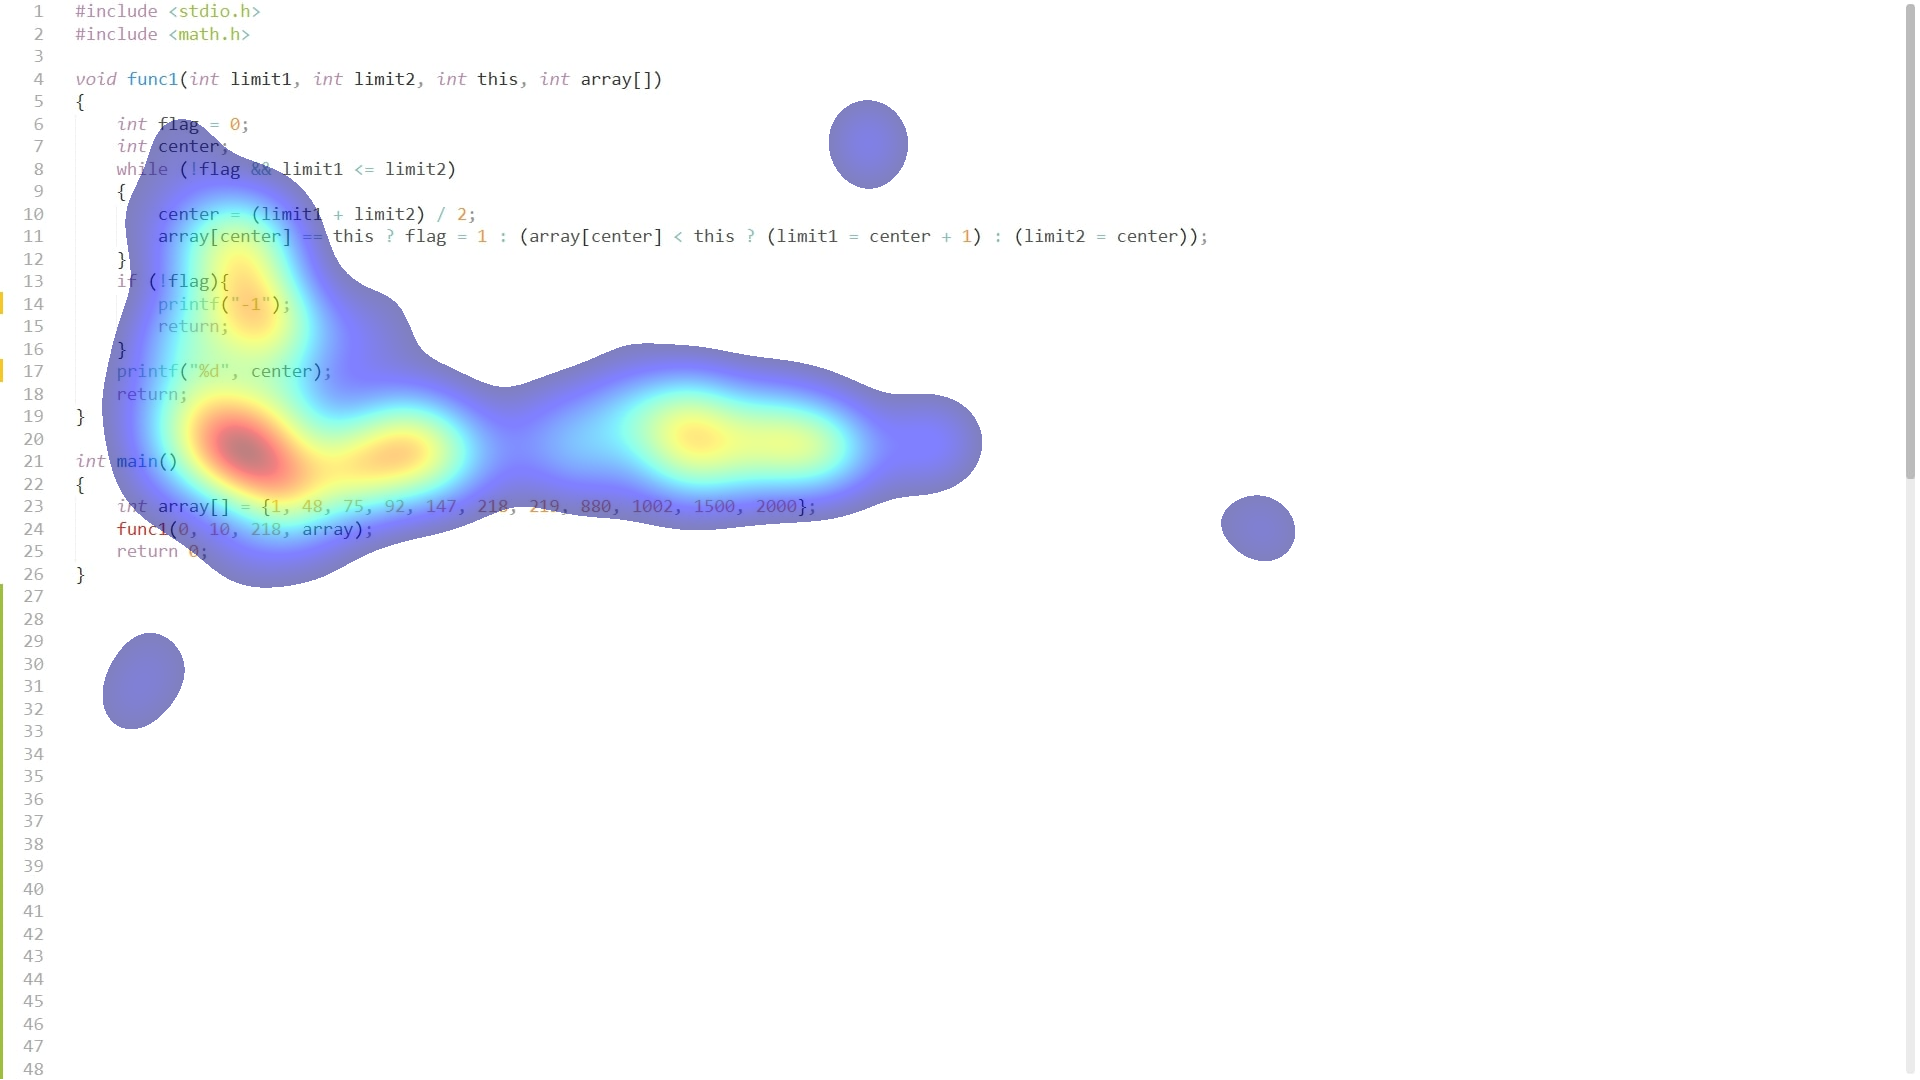 1 #include <stdio.h>
2 #include <math.h>
3
4 void func1(int limit1, int limit2, int this, int array[])
5 {
6 int flag = 0;
7 int center;
8 while (!flag && limit1 <= limit2)
9 {
10 center = (limit1 + limit2) / 2;
11 array[center] == this ? flag = 1 : (array[center] < this ? (limit1 = center + 1) : (limit2 = center));
12 }
13 if (!flag){
14 printf("-1");
15 return;
16 }
17 printf("%d", center);
18 return;
19 }
20
21 int main()
22 {
23 int array[] = {1, 48, 75, 92, 147, 218, 219, 880, 1002, 1500, 2000};
24 func1(0, 10, 218, array);
25 return 0;
26 }
27
28
29
30
31
32
33
34
35
36
37
38
39
40
41
42
43
44
45
46
47
48